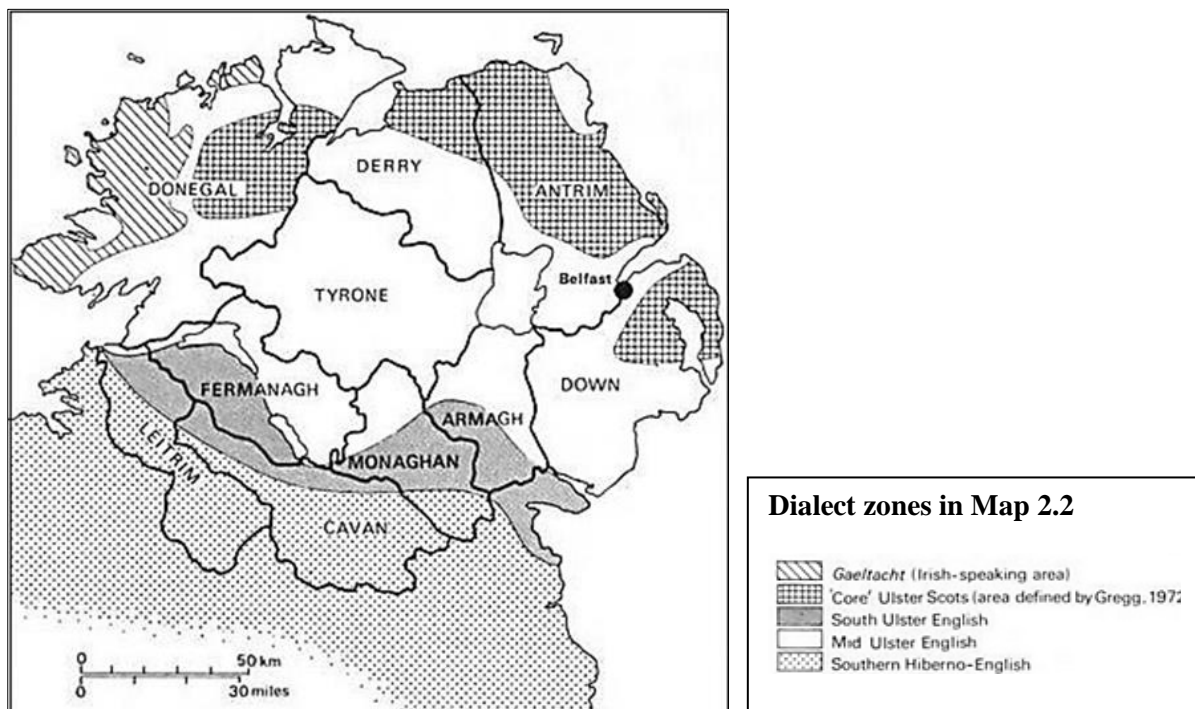 DERRY
ANTRIM
DONEGAL
Belfast
TYRONE
DOWN
FERMANAGH
ARMAGH
LEITRIM
MONAGHAN
CAVAN
0 50 km
0 30 miles
Dialect zones in Map 2.2
Gaeltacht (Irish-speaking area)
'Core' Ulster Scots (area defined by Gregg, 1972
South Ulster English
Mid Ulster English
Southern Hiberno-English